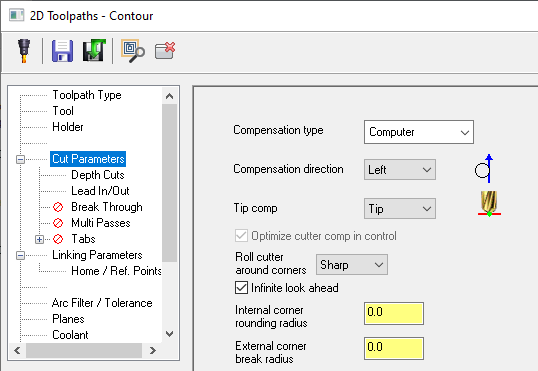 2D Toolpaths - Contour
Toolpath Type
Tool
Holder
Cut Parameters
Depth Cuts
Lead In/Out
Break Through
Multi Passes
Tabs
Linking Parameters
Home / Ref. Points
Arc Filter / Tolerance
Planes
Coolant
Compensation type
Computer
Compensation direction
Left
Tip comp
Tip
Optimize cutter comp in control
Roll cutter
around corners
Sharp
Infinite look ahead
Internal corner
rounding radius
0.0
External corner
break radius
0.0